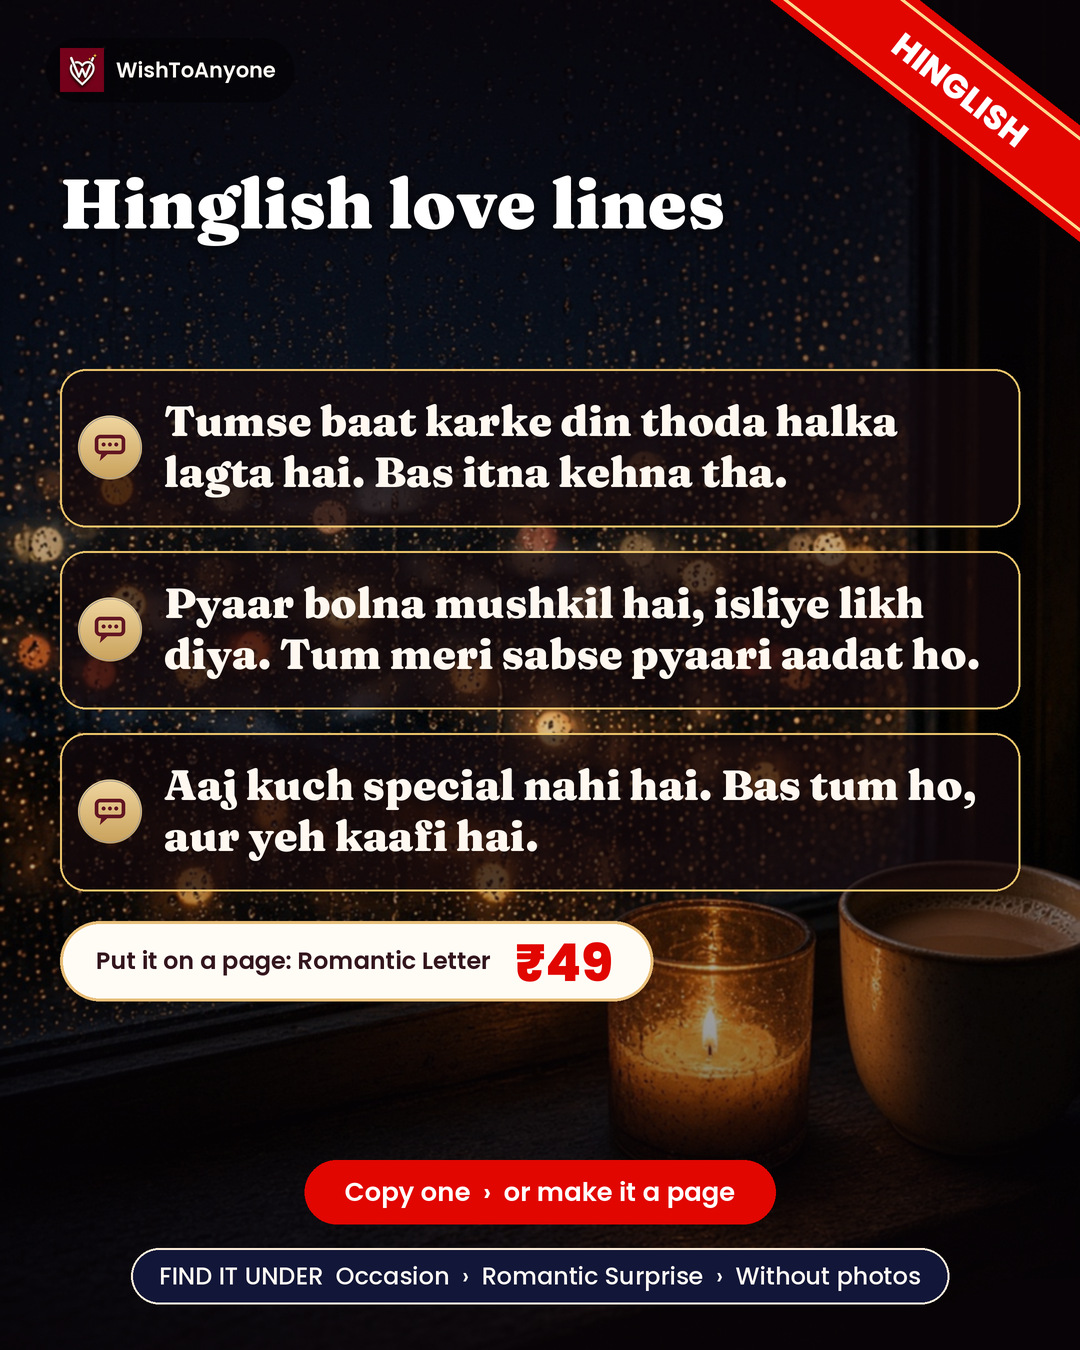 WishToAnyone
HINGLISH
Hinglish love lines
Tumse baat karke din thoda halka
lagta hai. Bas itna kehna tha.
Pyaar bolna mushkil hai, isliye likh
diya. Tum meri sabse pyaari aadat ho.
Aaj kuch special nahi hai. Bas tum ho,
aur yeh kaafi hai.
Put it on a page: Romantic Letter ₹49
Copy one › or make it a page
FIND IT UNDER Occasion › Romantic Surprise › Without photos